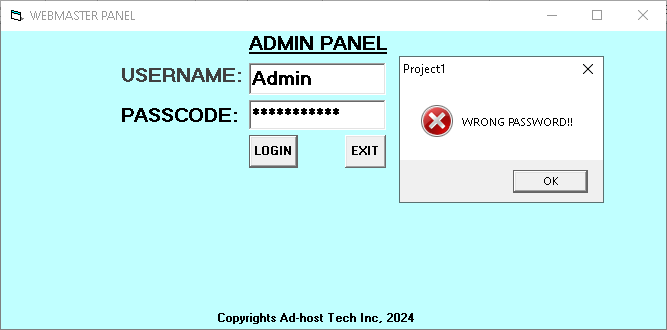 WEBMASTER PANEL
ADMIN PANEL
USERNAME: Admin
PASSCODE: ***********
LOGIN EXIT
Project1
WRONG PASSWORD!!
OK
Copyrights Ad-host Tech Inc, 2024